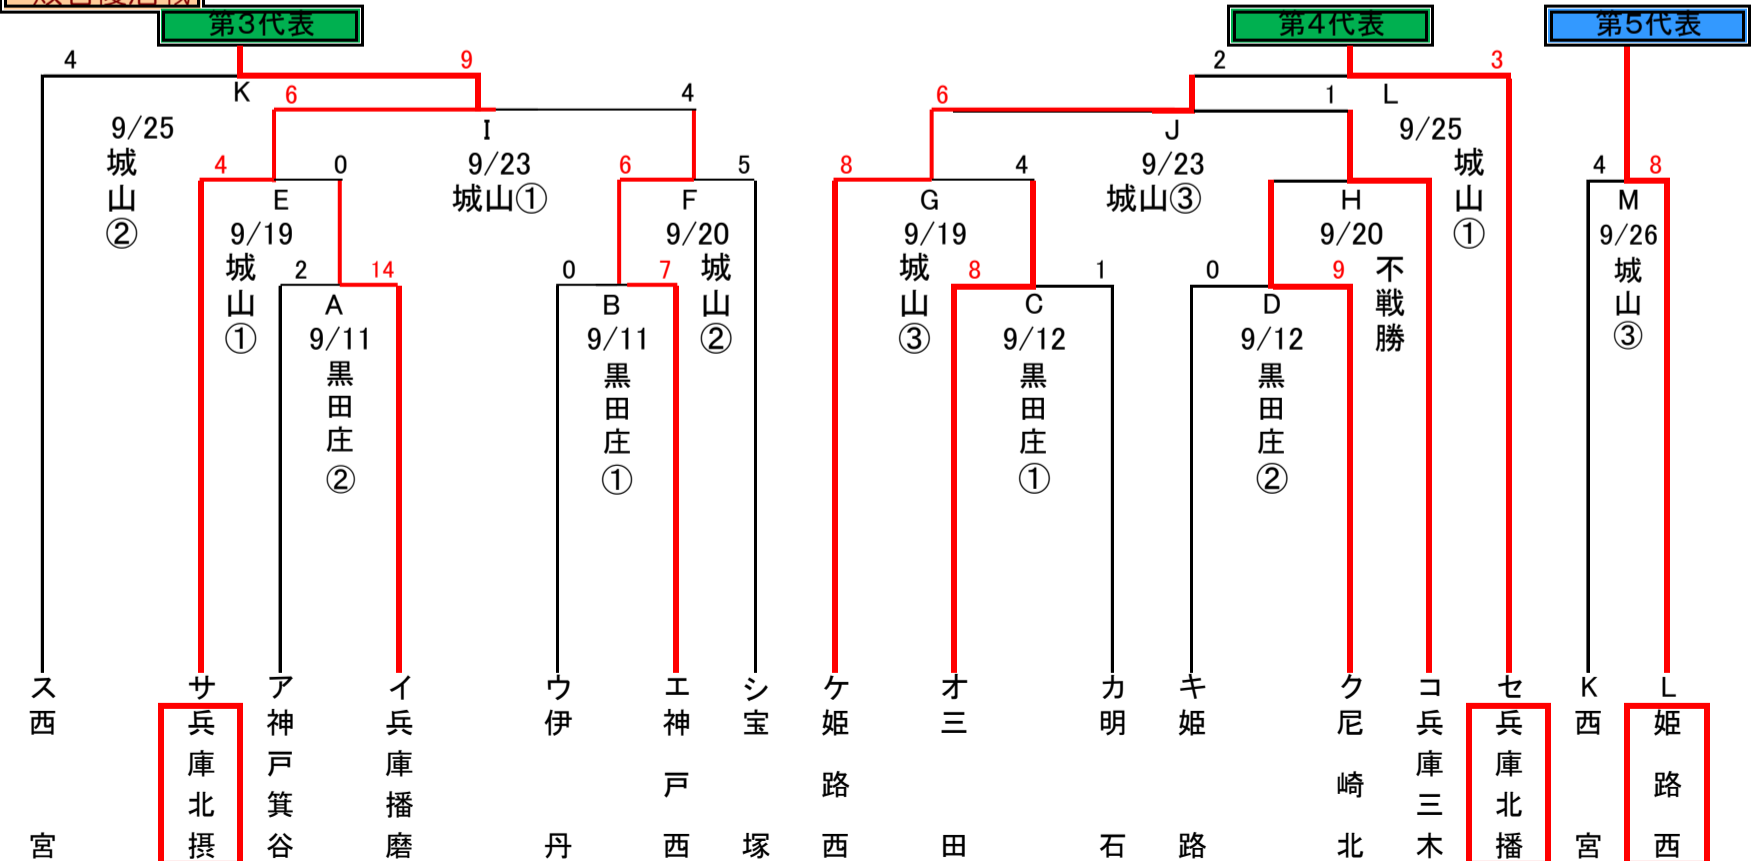 第3代表
第4代表
第5代表
4
9
2
3
K
6
4
6
1
L
9/25
城山②
I
9/23
城山①
J
9/23
城山③
9/25
城山①
4
0
6
5
8
4
4
8
E
9/19
城山①
F
9/20
城山②
G
9/19
城山③
H
9/20
不戦勝
M
9/26
城山③
2
14
0
7
8
1
0
9
A
9/11
黒田庄②
B
9/11
黒田庄①
C
9/12
黒田庄①
D
9/12
黒田庄②
ス西宮
サ兵庫北摂
ア神戸箕谷
イ兵庫播磨
ウ伊丹
エ神戸西
シ宝塚
ケ姫路西
オ三田
カ明石
キ姫路
ク尼崎北
コ兵庫三木
セ兵庫北播
K西宮
L姫路西